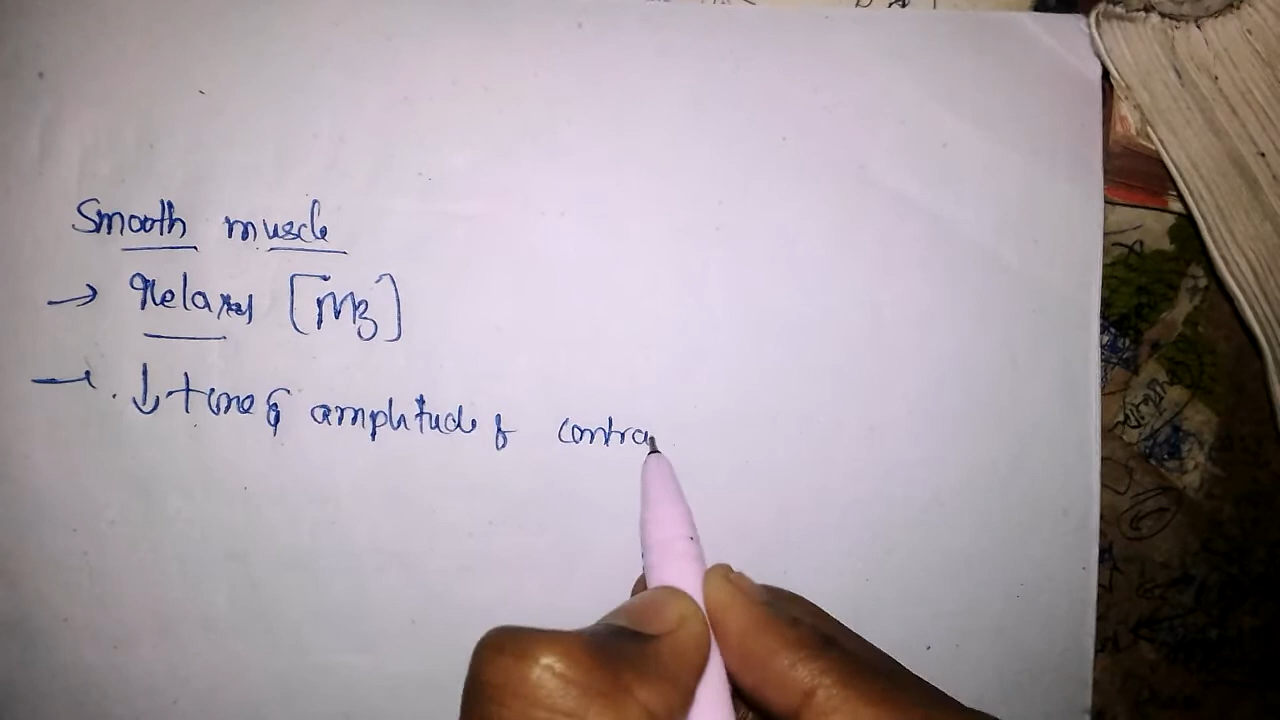 Smooth muscle
→ Relaxes [M3]
→ ↓ tone & amplitude of contra